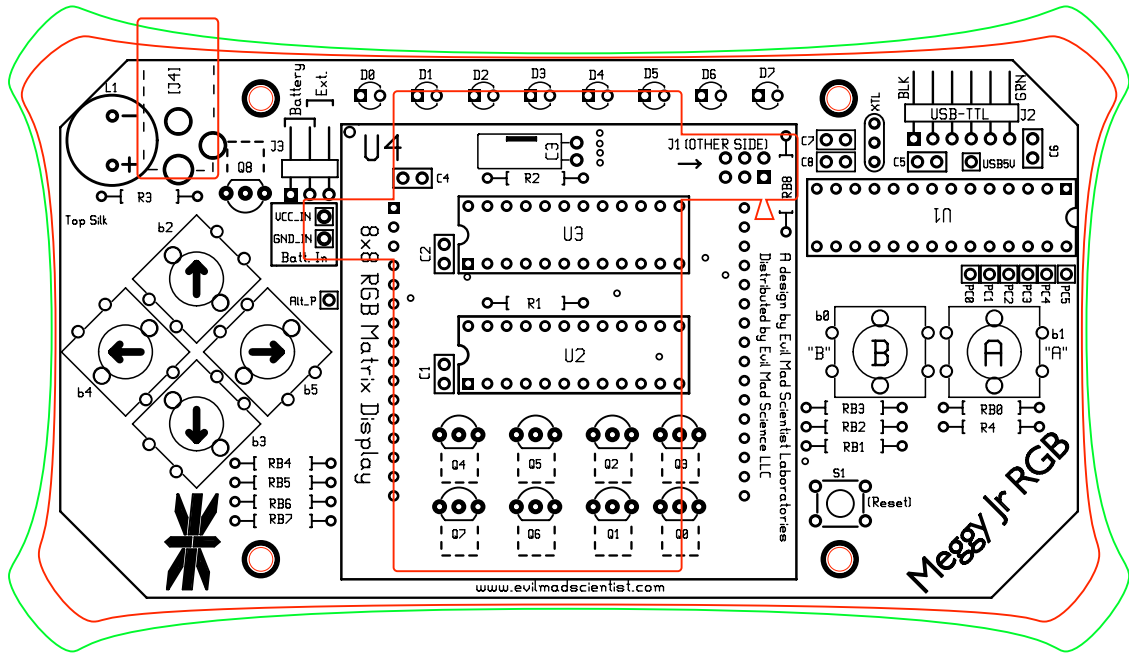 D0 D1 D2 D3 D4 D5 D6 D7
[J4]
L1
Battery
Ext.
BLK
GRN
XTL
USB-TTL
J2
U4
C3
J1 (OTHER SIDE)
C7
C8
C5
USB5V
C6
J3
Q8
R3
C4
R2
Top Silk
VCC_IN
GND_IN
Batt. In
b2
U3
C2
U1
8x8 RGB Matrix Display
A design by Evil Mad Scientist Laboratories
Distributed by Evil Mad Science LLC
PC0 PC1 PC2 PC3 PC4 PC5
Alt_P
R1
b0
b1
"B"
B
A
"A"
U2
C1
b4
b5
RB3
RB0
RB2
R4
RB1
b3
Q4 Q5 Q2
RB4
RB5
RB6
RB7
S1
(Reset)
Q7 Q6 Q1 Q0
Meggy Jr RGB
www.evilmadscientist.com